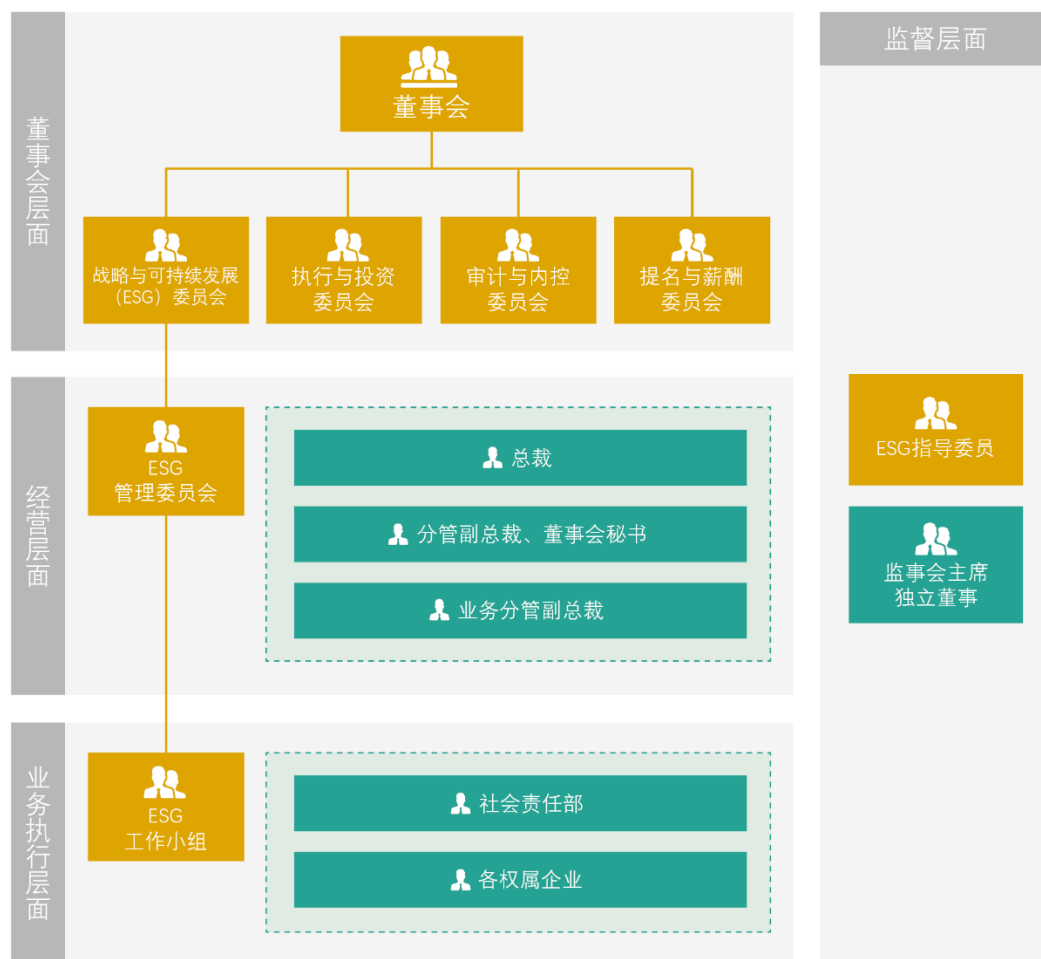 董事会层面
董事会
战略与可持续发展
（ESG）委员会
执行与投资
委员会
审计与内控
委员会
提名与薪酬
委员会
经营层面
ESG
管理委员会
总裁
分管副总裁、董事会秘书
业务分管副总裁
业务执行层面
ESG
工作小组
社会责任部
各权属企业
监督层面
ESG指导委员
监事会主席
独立董事